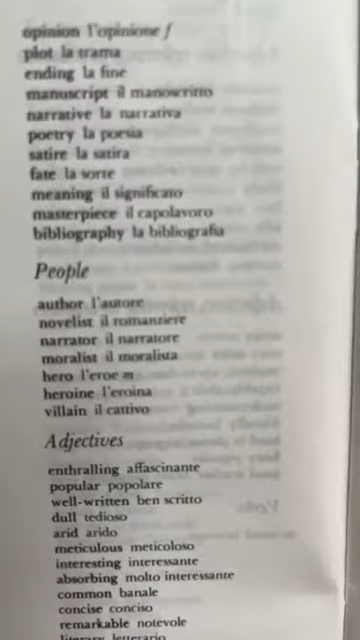 opinion l'opinione f
plot la trama
ending la fine
manuscript il manoscritto
narrative la narrativa
poetry la poesia
satire la satira
fate la sorte
meaning il significato
masterpiece il capolavoro
bibliography la bibliografia
People
author l'autore
novelist il romanziere
narrator il narratore
moralist il moralista
hero l'eroe m
heroine l'eroina
villain il cattivo
Adjectives
enthralling affascinante
popular popolare
well-written ben scritto
dull tedioso
arid arido
meticulous meticoloso
interesting interessante
absorbing molto interessante
common banale
concise conciso
remarkable notevole
literary letterario